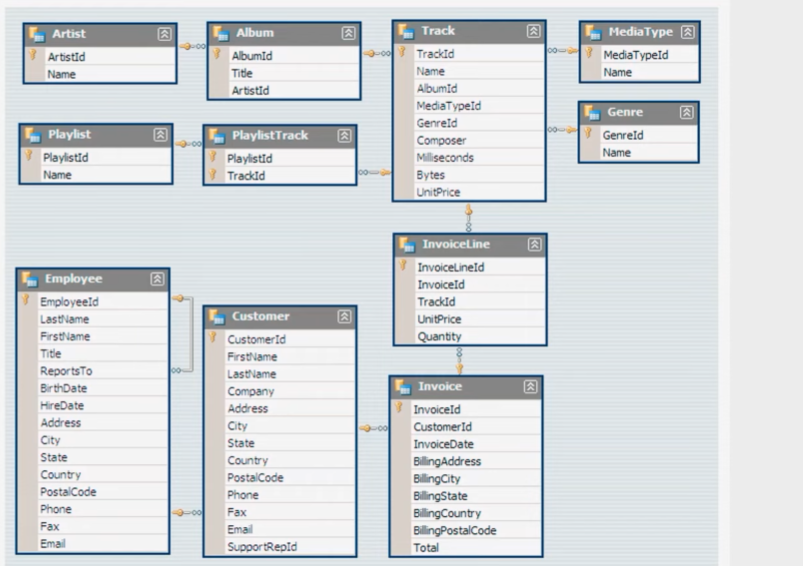 Artist
ArtistId
Name
Album
AlbumId
Title
ArtistId
Track
TrackId
Name
AlbumId
MediaTypeId
GenreId
Composer
Milliseconds
Bytes
UnitPrice
MediaType
MediaTypeId
Name
Genre
GenreId
Name
Playlist
PlaylistId
Name
PlaylistTrack
PlaylistId
TrackId
InvoiceLine
InvoiceLineId
InvoiceId
TrackId
UnitPrice
Quantity
Employee
EmployeeId
LastName
FirstName
Title
ReportsTo
BirthDate
HireDate
Address
City
State
Country
PostalCode
Phone
Fax
Email
Customer
CustomerId
FirstName
LastName
Company
Address
City
State
Country
PostalCode
Phone
Fax
Email
SupportRepId
Invoice
InvoiceId
CustomerId
InvoiceDate
BillingAddress
BillingCity
BillingState
BillingCountry
BillingPostalCode
Total